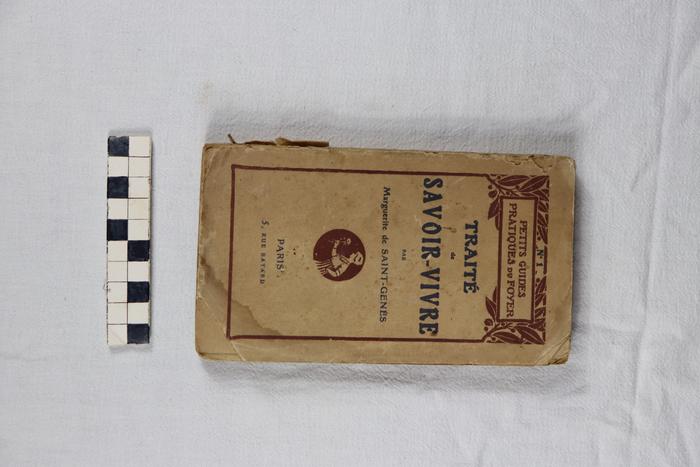 N° 1
PETITS GUIDES
PRATIQUES DU FOYER
TRAITÉ
de
SAVOIR-VIVRE
PAR
Marguerite de SAINT-GENÈS
PARIS
5, RUE BAYARD